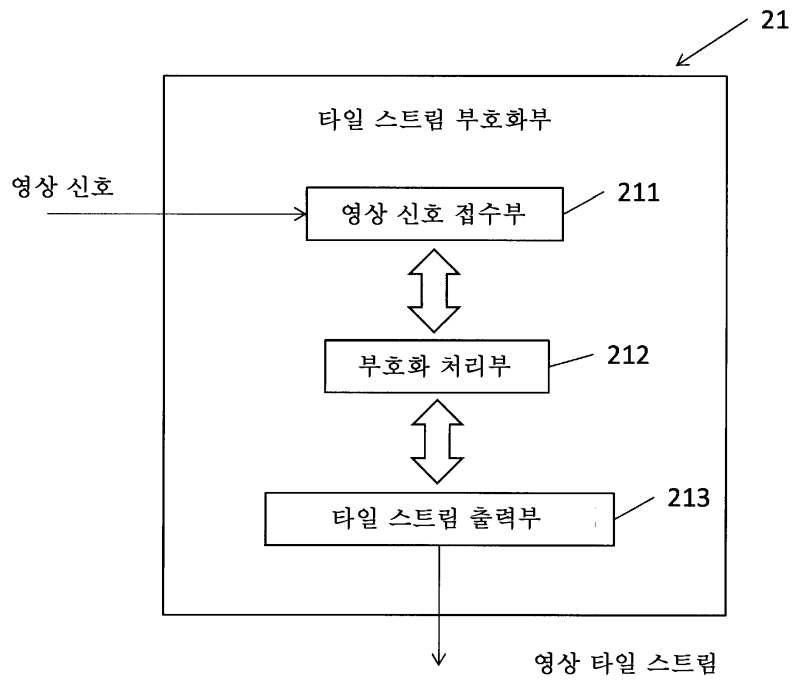 21
타일 스트림 부호화부
영상 신호
영상 신호 접수부
211
부호화 처리부
212
타일 스트림 출력부
213
영상 타일 스트림